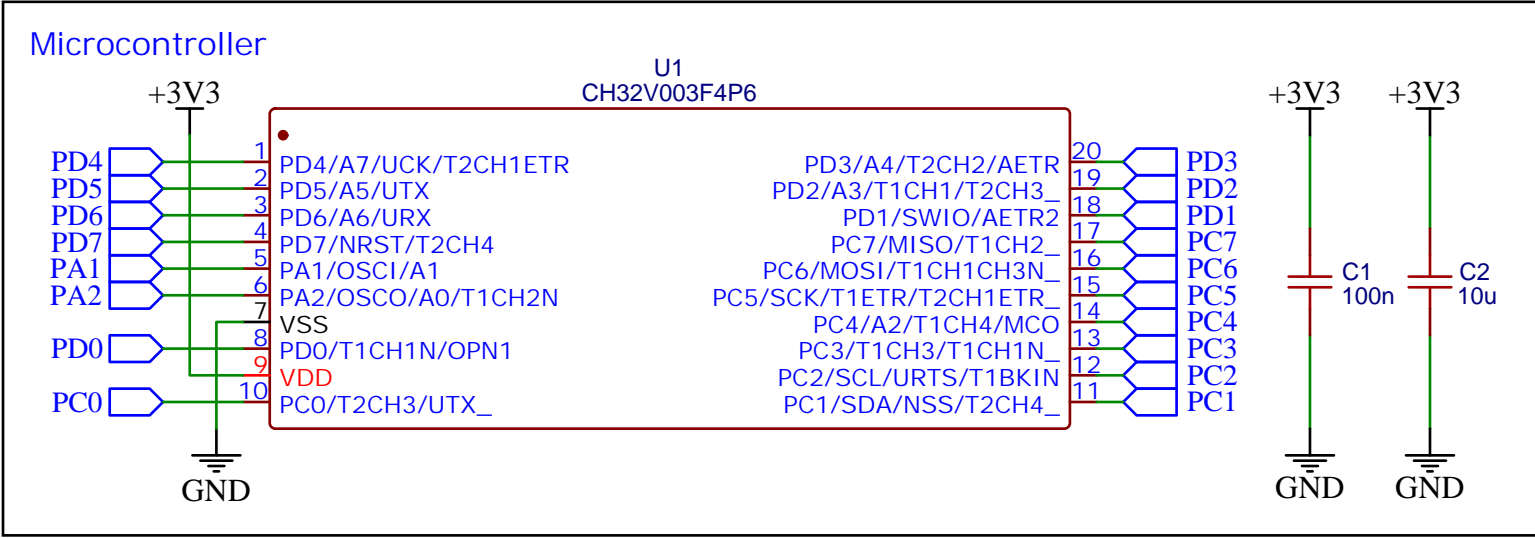 Microcontroller
U1
CH32V003F4P6
+3V3
+3V3
+3V3
PD4 1 PD4/A7/UCK/T2CH1ETR
PD5 2 PD5/A5/UTX
PD6 3 PD6/A6/URX
PD7 4 PD7/NRST/T2CH4
PA1 5 PA1/OSCI/A1
PA2 6 PA2/OSCO/A0/T1CH2N
7 VSS
PD0 8 PD0/T1CH1N/OPN1
9 VDD
PC0 10 PC0/T2CH3/UTX_
PD3/A4/T2CH2/AETR 20 PD3
PD2/A3/T1CH1/T2CH3_ 19 PD2
PD1/SWIO/AETR2 18 PD1
PC7/MISO/T1CH2_ 17 PC7
PC6/MOSI/T1CH1CH3N_ 16 PC6
PC5/SCK/T1ETR/T2CH1ETR_ 15 PC5
PC4/A2/T1CH4/MCO 14 PC4
PC3/T1CH3/T1CH1N_ 13 PC3
PC2/SCL/URTS/T1BKIN 12 PC2
PC1/SDA/NSS/T2CH4_ 11 PC1
C1
100n
C2
10u
GND
GND
GND